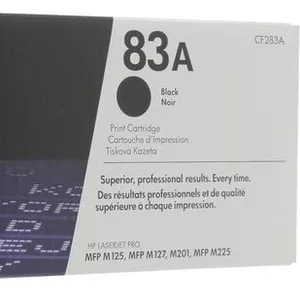 CF283A
83A
Black
Noir
Print Cartridge
Cartouche d'Impression
Tisková Kazeta
Superior, professional results. Every time.
Des résultats professionnels et de qualité
supérieure à chaque impression.
HP LASERJET PRO
MFP M125, MFP M127, M201, MFP M225